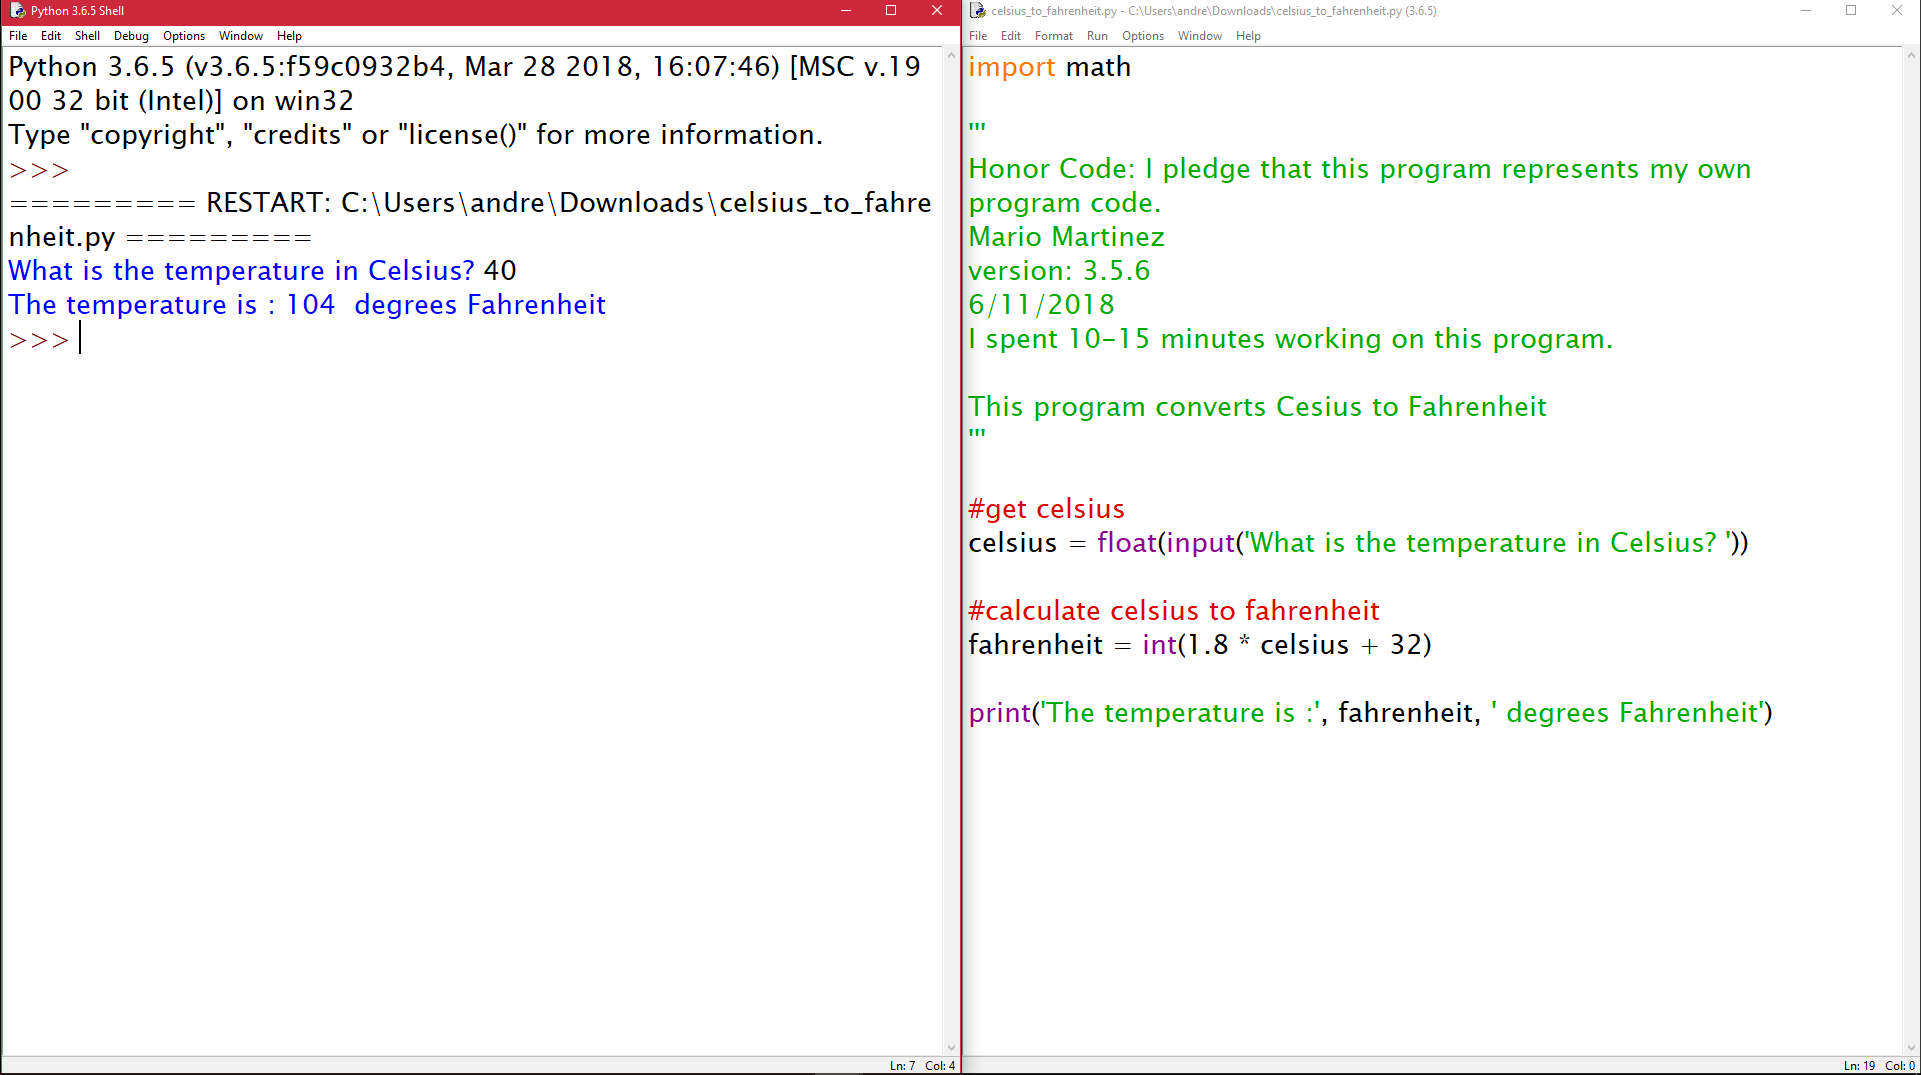 Python 3.6.5 Shell
File Edit Shell Debug Options Window Help
Python 3.6.5 (v3.6.5:f59c0932b4, Mar 28 2018, 16:07:46) [MSC v.19
00 32 bit (Intel)] on win32
Type "copyright", "credits" or "license()" for more information.
>>>
========= RESTART: C:\Users\andre\Downloads\celsius_to_fahre
nheit.py =========
What is the temperature in Celsius? 40
The temperature is : 104  degrees Fahrenheit
>>>
Ln: 7 Col: 4
celsius_to_fahrenheit.py - C:\Users\andre\Downloads\celsius_to_fahrenheit.py (3.6.5)
File Edit Format Run Options Window Help
import math
'''
Honor Code: I pledge that this program represents my own
program code.
Mario Martinez
version: 3.5.6
6/11/2018
I spent 10-15 minutes working on this program.
This program converts Cesius to Fahrenheit
'''
#get celsius
celsius = float(input('What is the temperature in Celsius? '))
#calculate celsius to fahrenheit
fahrenheit = int(1.8 * celsius + 32)
print('The temperature is :', fahrenheit, ' degrees Fahrenheit')
Ln: 19 Col: 0